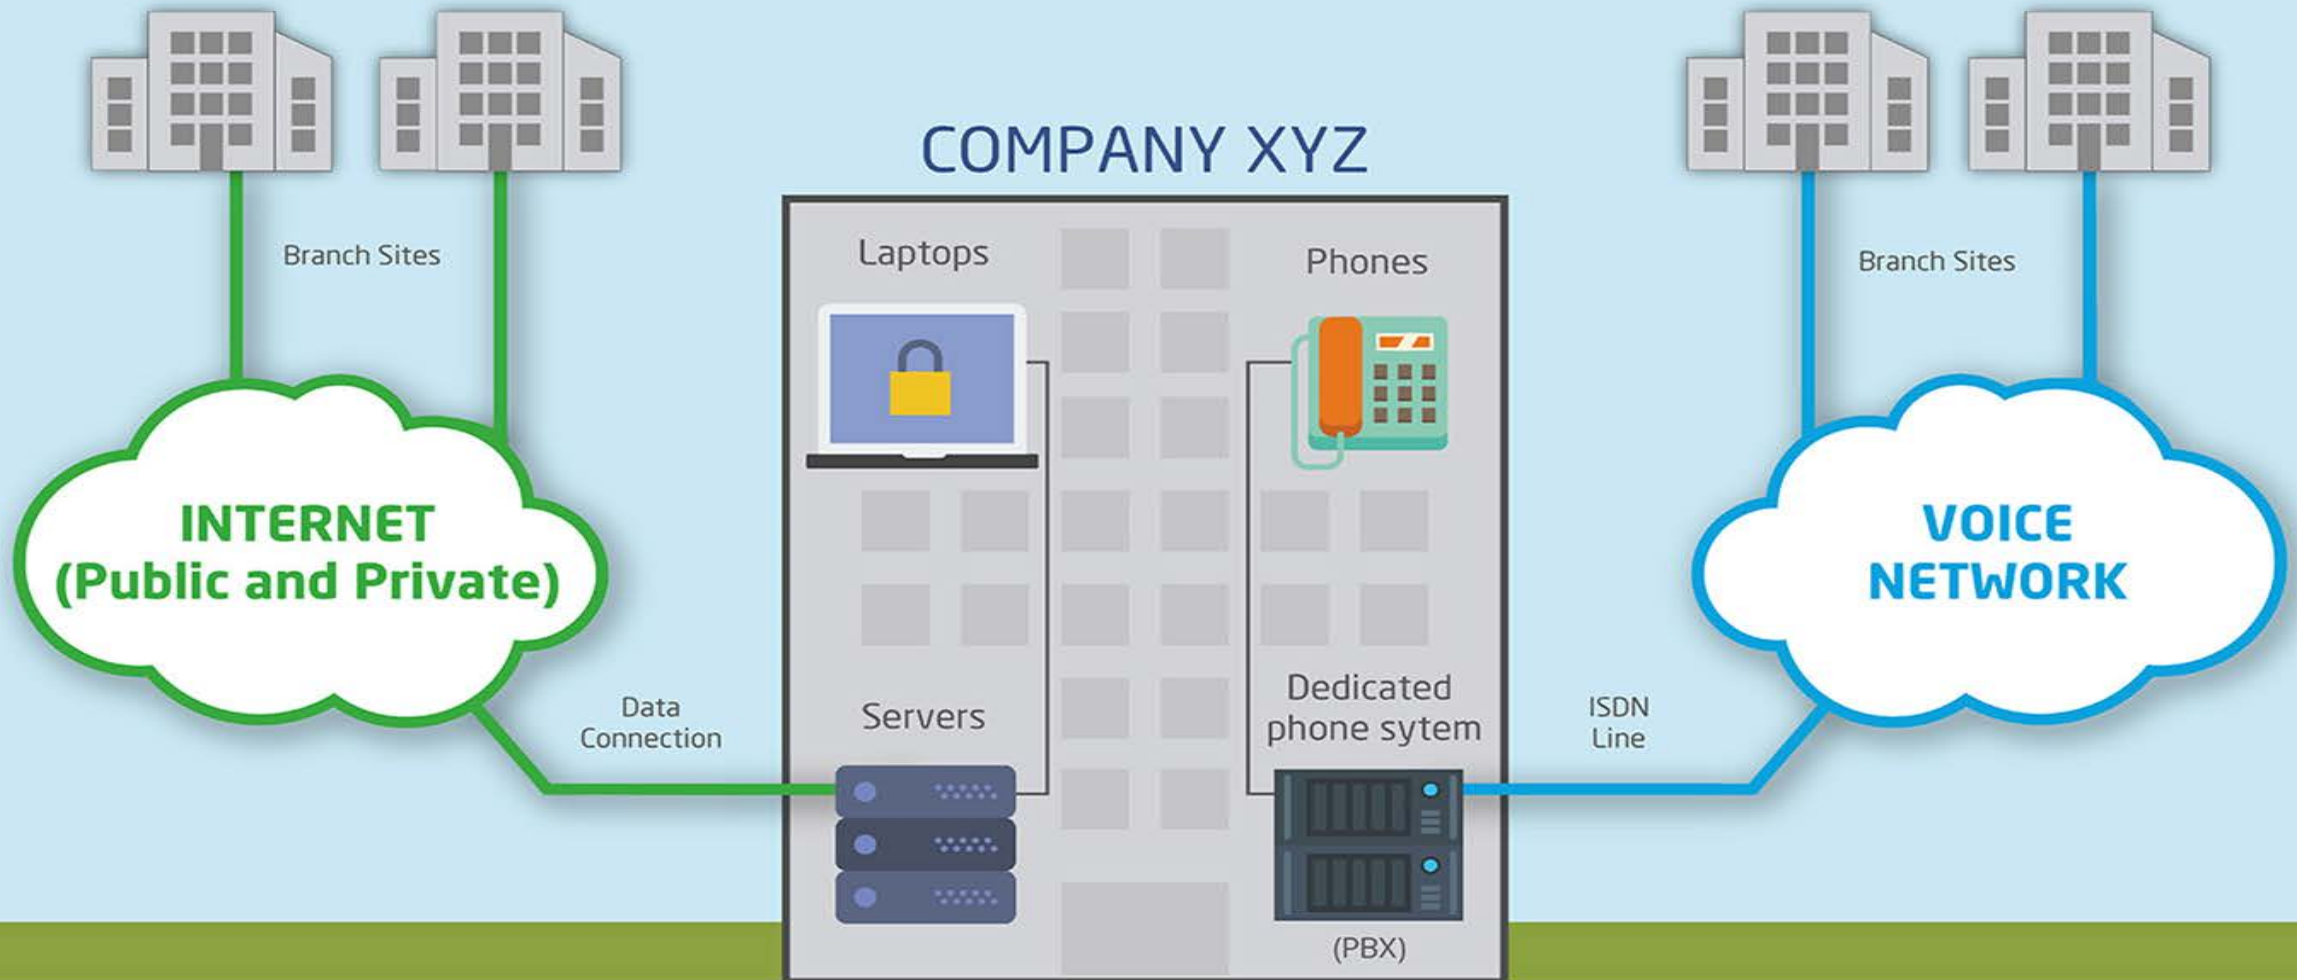 COMPANY XYZ
Branch Sites
Laptops
Phones
Branch Sites
INTERNET
(Public and Private)
VOICE
NETWORK
Data
Connection
Servers
Dedicated
phone sytem
ISDN
Line
(PBX)